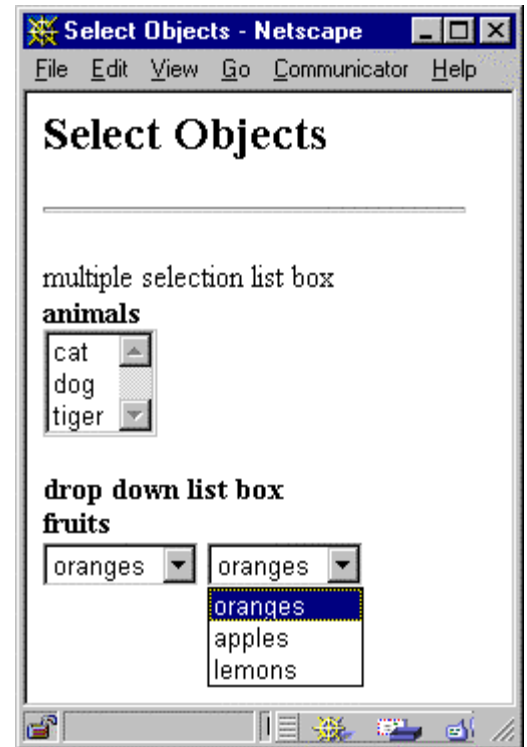 Select Objects - Netscape
File Edit View Go Communicator Help
Select Objects
multiple selection list box
animals
cat
dog
tiger
drop down list box
fruits
oranges oranges
oranges
apples
lemons